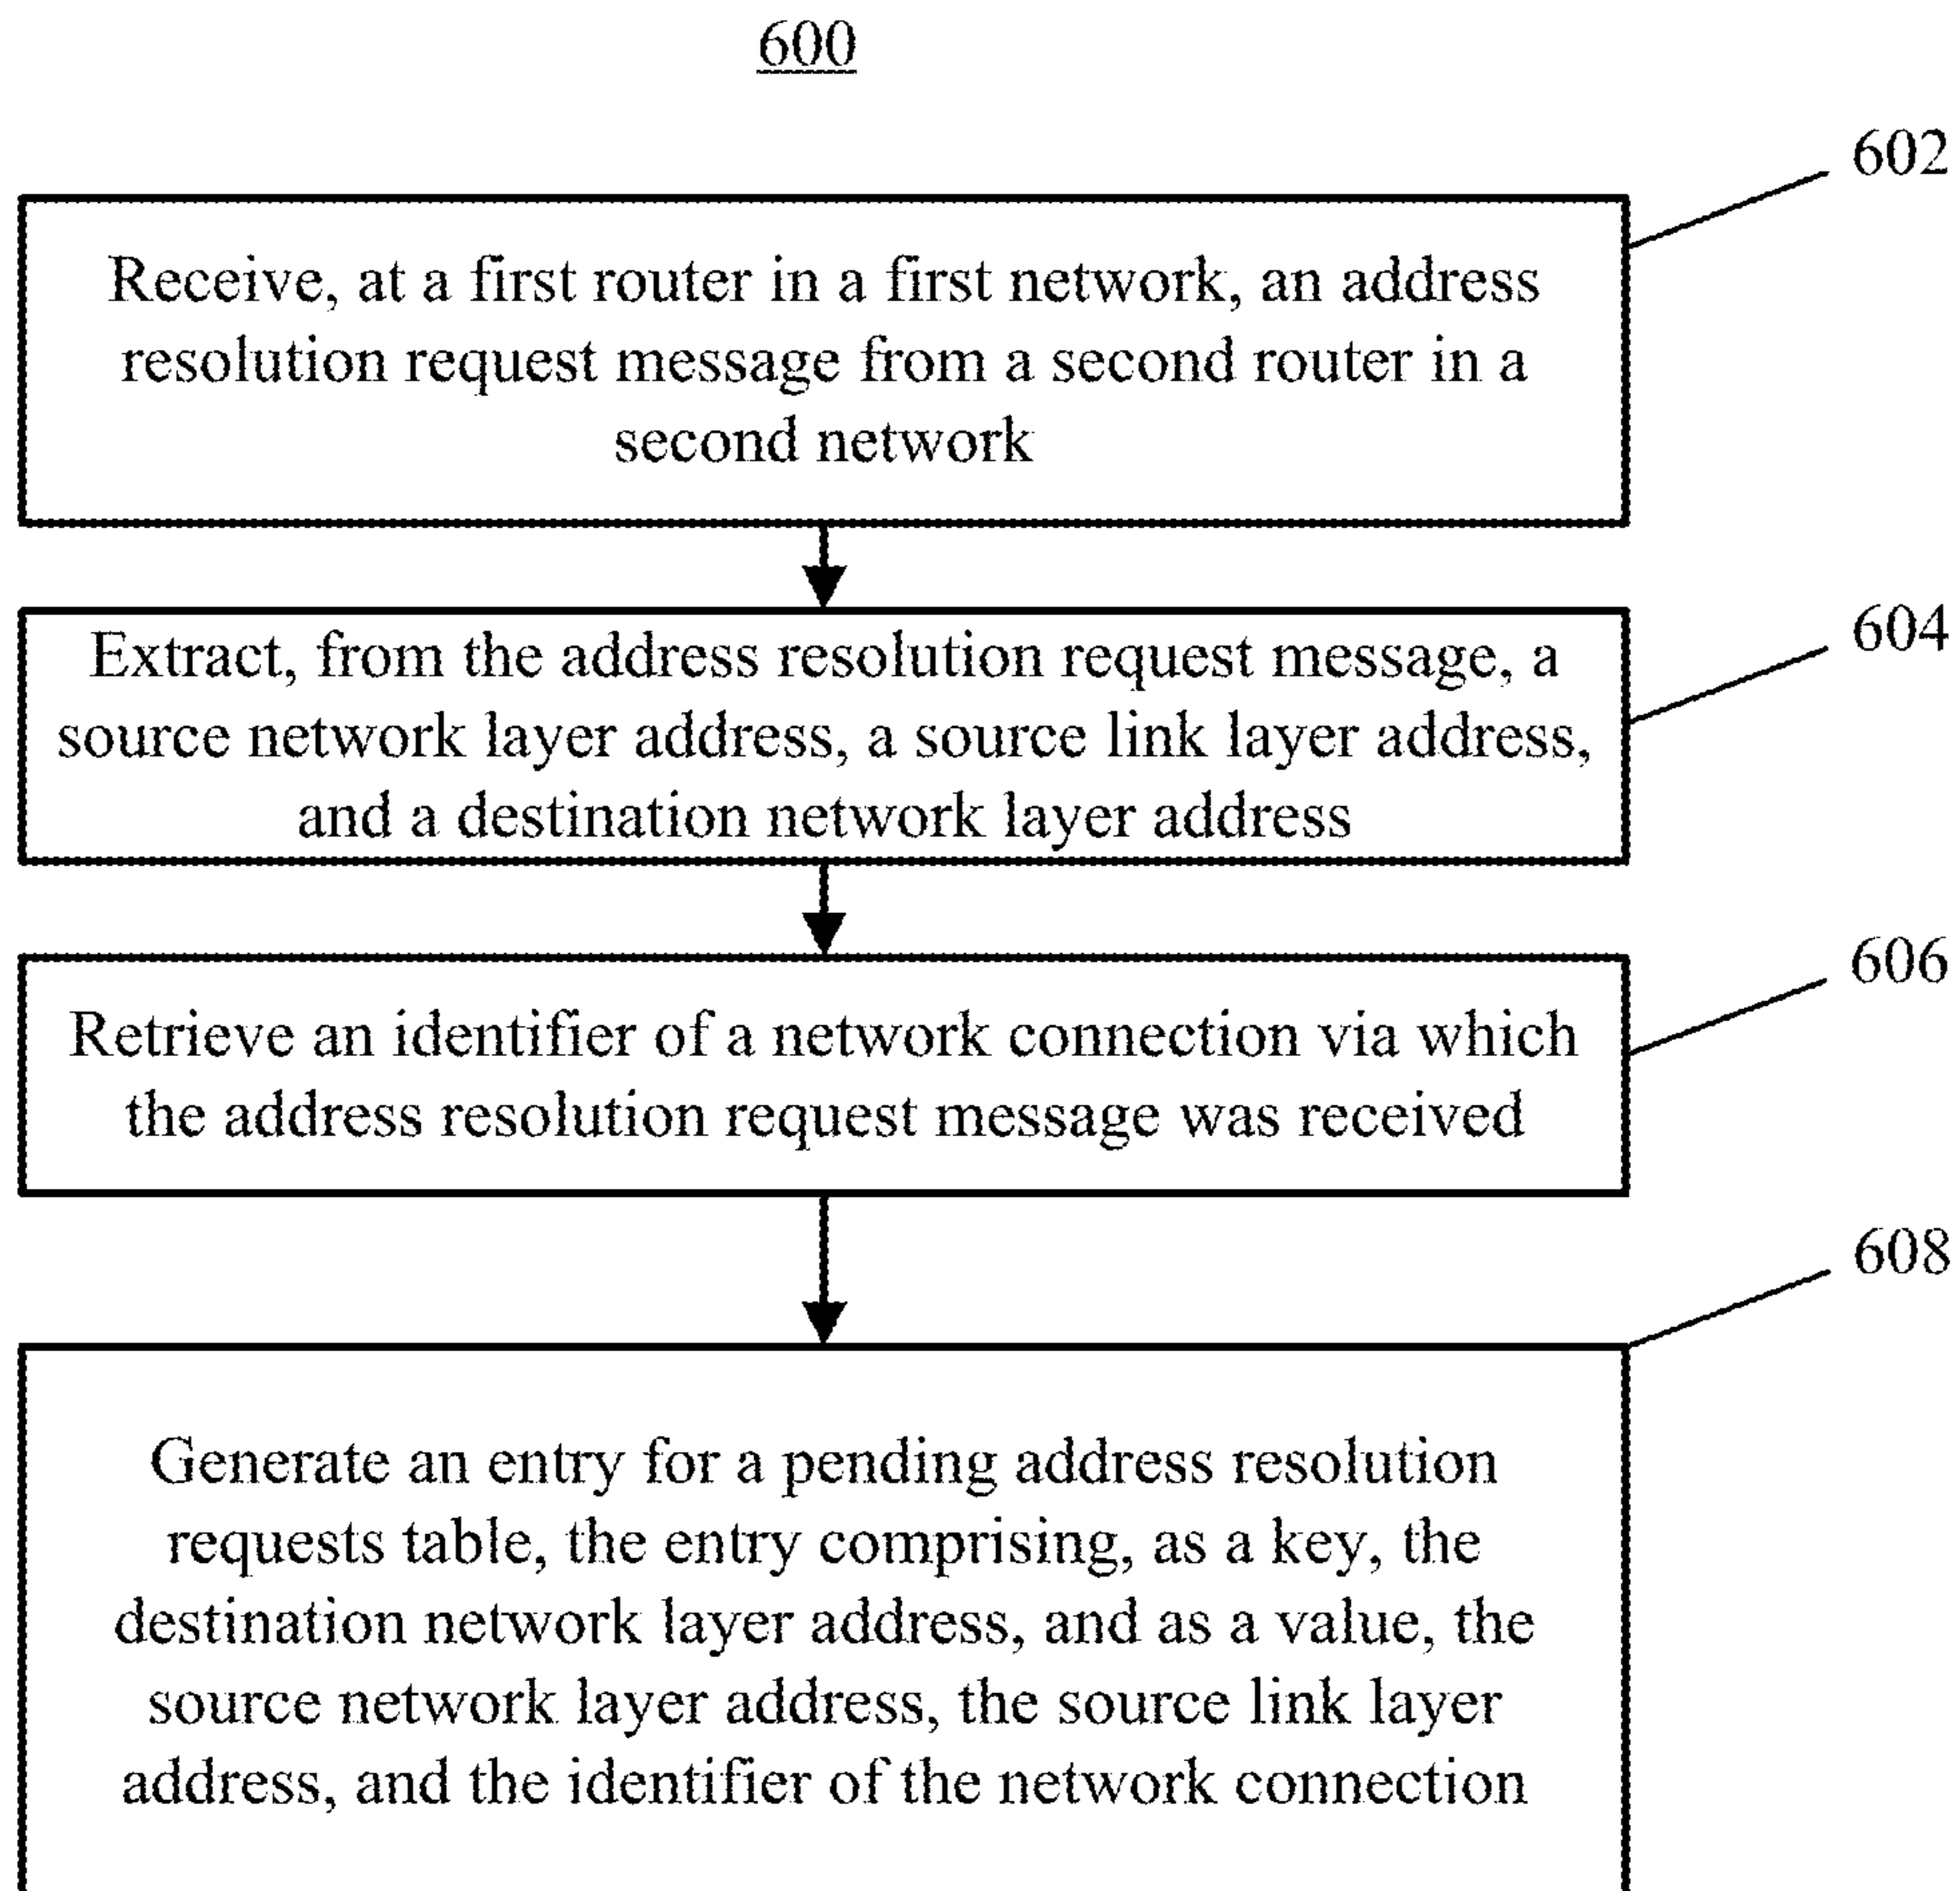 600
602
Receive, at a first router in a first network, an address
resolution request message from a second router in a
second network
604
Extract, from the address resolution request message, a
source network layer address, a source link layer address,
and a destination network layer address
606
Retrieve an identifier of a network connection via which
the address resolution request message was received
608
Generate an entry for a pending address resolution
requests table, the entry comprising, as a key, the
destination network layer address, and as a value, the
source network layer address, the source link layer
address, and the identifier of the network connection